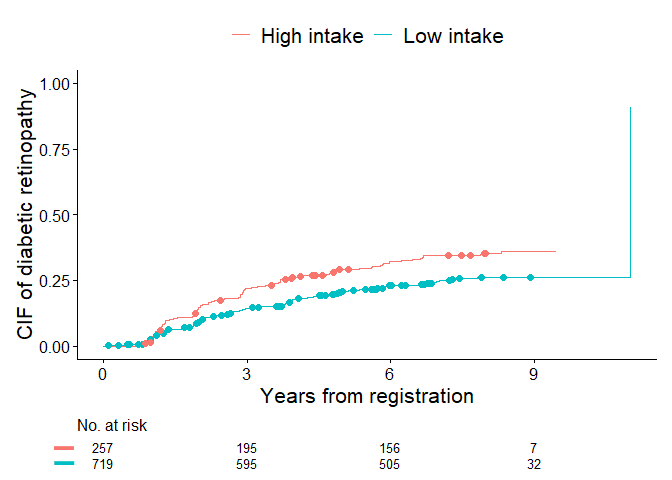 High intake Low intake
CIF of diabetic retinopathy
1.00
0.75
0.50
0.25
0.00
0 3 6 9
Years from registration
No. at risk
257 195 156 7
719 595 505 32